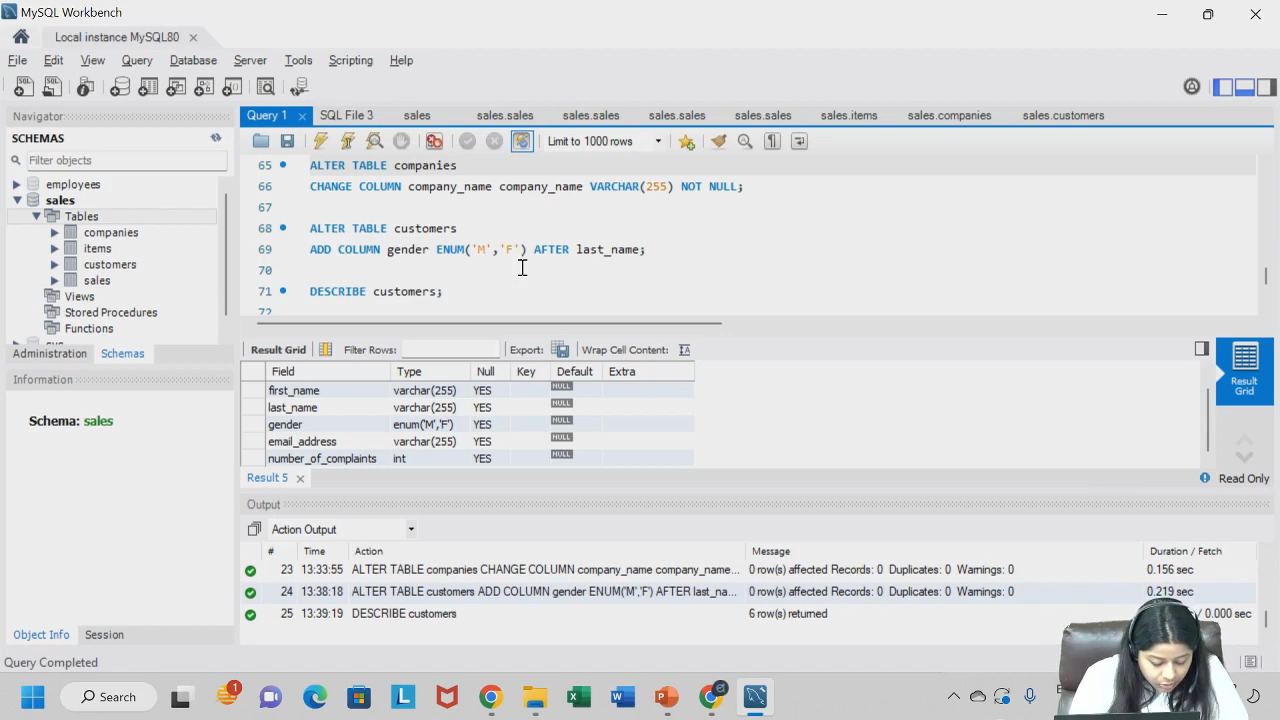 MySQL Workbench
Local instance MySQL80
File Edit View Query Database Server Tools Scripting Help
Navigator
SCHEMAS
Filter objects
employees
sales
Tables
companies
items
customers
sales
Views
Stored Procedures
Functions
Administration Schemas
Information
Schema: sales
Object Info Session
Query Completed
Query 1 SQL File 3 sales sales.sales sales.sales sales.sales sales.sales sales.items sales.companies sales.customers
Limit to 1000 rows
65 ALTER TABLE companies
66 CHANGE COLUMN company_name company_name VARCHAR(255) NOT NULL;
67
68 ALTER TABLE customers
69 ADD COLUMN gender ENUM('M','F') AFTER last_name;
70
71 DESCRIBE customers;
72
Result Grid Filter Rows: Export: Wrap Cell Content:
Field Type Null Key Default Extra
first_name varchar(255) YES NULL
last_name varchar(255) YES NULL
gender enum('M','F') YES NULL
email_address varchar(255) YES NULL
number_of_complaints int YES NULL
Result Grid
Result 5
Read Only
Output
Action Output
# Time Action Message Duration / Fetch
23 13:33:55 ALTER TABLE companies CHANGE COLUMN company_name company_name... 0 row(s) affected Records: 0 Duplicates: 0 Warnings: 0 0.156 sec
24 13:38:18 ALTER TABLE customers ADD COLUMN gender ENUM('M','F') AFTER last_na... 0 row(s) affected Records: 0 Duplicates: 0 Warnings: 0 0.219 sec
25 13:39:19 DESCRIBE customers 6 row(s) returned / 0.000 sec
Search
1